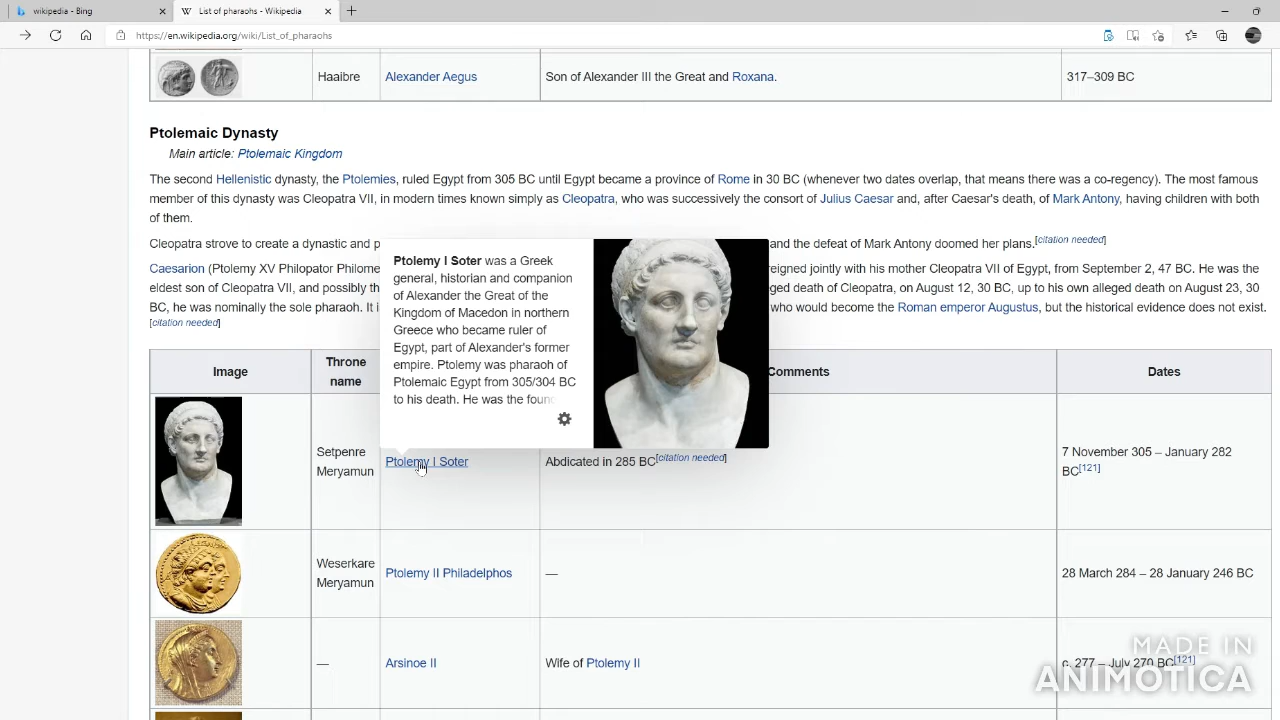 wikipedia - Bing
List of pharaohs - Wikipedia
https://en.wikipedia.org/wiki/List_of_pharaohs
Haaibre
Alexander Aegus
Son of Alexander III the Great and Roxana.
317–309 BC
Ptolemaic Dynasty
Main article: Ptolemaic Kingdom
The second Hellenistic dynasty, the Ptolemies, ruled Egypt from 305 BC until Egypt became a province of Rome in 30 BC (whenever two dates overlap, that means there was a co-regency). The most famous
member of this dynasty was Cleopatra VII, in modern times known simply as Cleopatra, who was successively the consort of Julius Caesar and, after Caesar's death, of Mark Antony, having children with both
of them.
Cleopatra strove to create a dynastic and p and the defeat of Mark Antony doomed her plans.[citation needed]
Caesarion (Ptolemy XV Philopator Philome reigned jointly with his mother Cleopatra VII of Egypt, from September 2, 47 BC. He was the
eldest son of Cleopatra VII, and possibly th ged death of Cleopatra, on August 12, 30 BC, up to his own alleged death on August 23, 30
BC, he was nominally the sole pharaoh. It i who would become the Roman emperor Augustus, but the historical evidence does not exist.
[citation needed]
Ptolemy I Soter was a Greek
general, historian and companion
of Alexander the Great of the
Kingdom of Macedon in northern
Greece who became ruler of
Egypt, part of Alexander's former
empire. Ptolemy was pharaoh of
Ptolemaic Egypt from 305/304 BC
to his death. He was the foun
Image
Throne
name
Comments
Dates
Setpenre
Meryamun
Ptolemy I Soter
Abdicated in 285 BC[citation needed]
7 November 305 – January 282
BC[121]
Weserkare
Meryamun
Ptolemy II Philadelphos
—
28 March 284 – 28 January 246 BC
—
Arsinoe II
Wife of Ptolemy II
c. 277 – July 270 BC[121]
MADE IN
ANIMOTICA